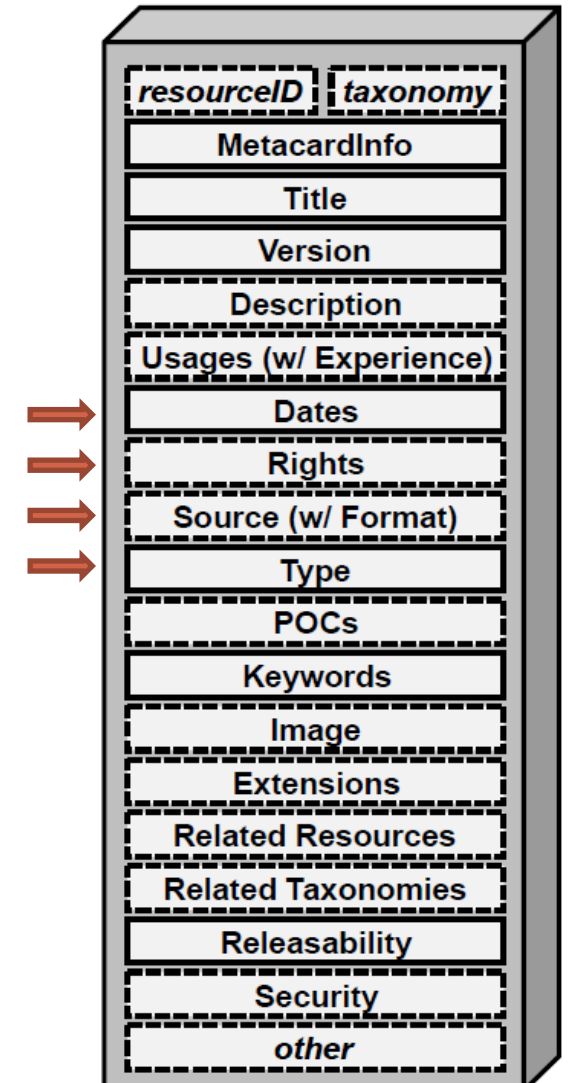 resourceID taxonomy
MetacardInfo
Title
Version
Description
Usages (w/ Experience)
Dates
Rights
Source (w/ Format)
Type
POCs
Keywords
Image
Extensions
Related Resources
Related Taxonomies
Releasability
Security
other